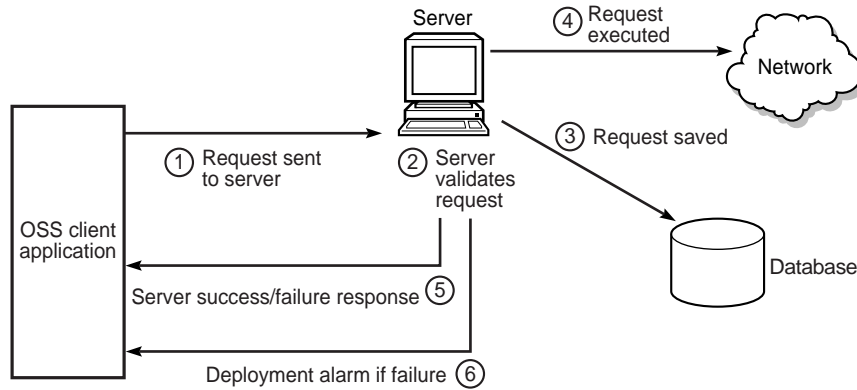 Server
4 Request
executed
Network
1 Request sent
to server
2 Server
validates
request
3 Request saved
OSS client
application
Database
Server success/failure response 5
Deployment alarm if failure 6